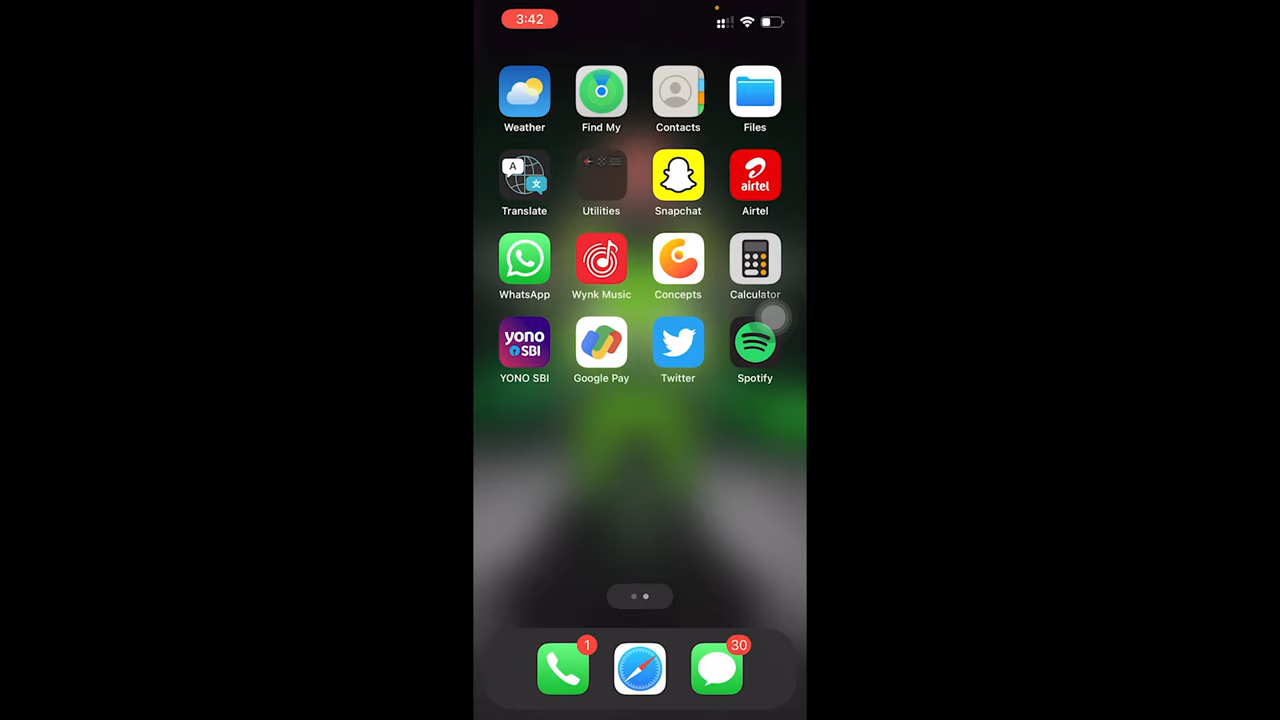 3:42
Weather Find My Contacts Files
A 文 airtel
Translate Utilities Snapchat Airtel
WhatsApp Wynk Music Concepts Calculator
yono
SBI
YONO SBI Google Pay Twitter Spotify
1 30